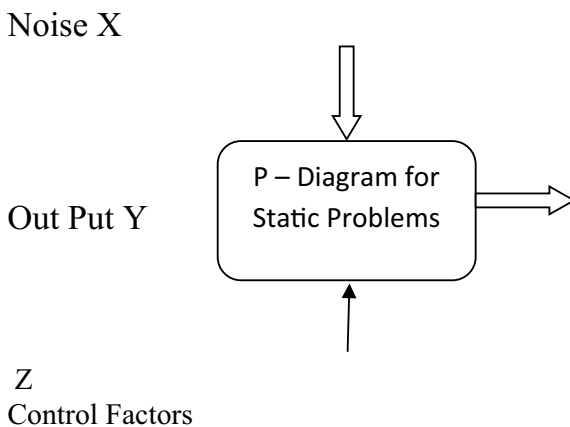 Noise X
P – Diagram for
Static Problems
Out Put Y
Z
Control Factors